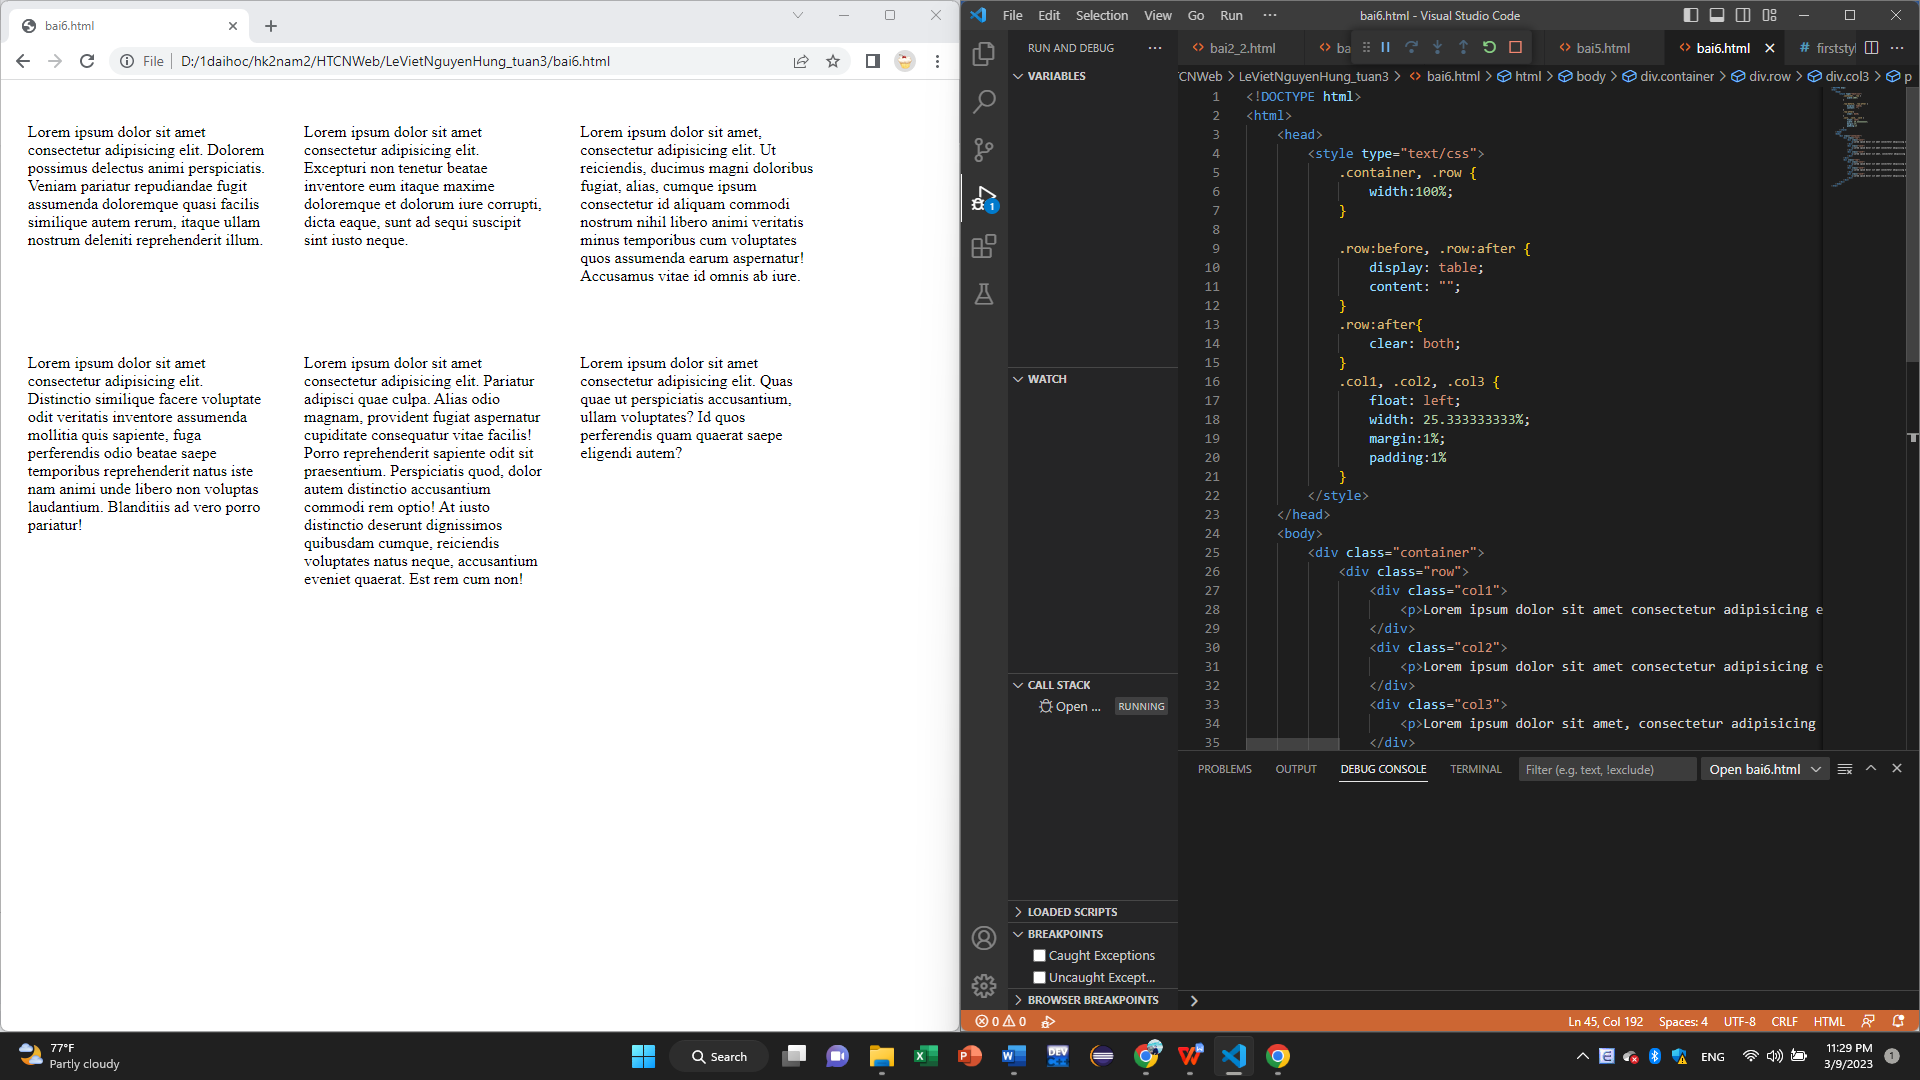 bai6.html
File
D:/1daihoc/hk2nam2/HTCNWeb/LeVietNguyenHung_tuan3/bai6.html
Lorem ipsum dolor sit amet
consectetur adipisicing elit. Dolorem
possimus delectus animi perspiciatis.
Veniam pariatur repudiandae fugit
assumenda doloremque quasi facilis
similique autem rerum, itaque ullam
nostrum deleniti reprehenderit illum.
Lorem ipsum dolor sit amet
consectetur adipisicing elit.
Excepturi non tenetur beatae
inventore eum itaque maxime
doloremque et dolorum iure corrupti,
dicta eaque, sunt ad sequi suscipit
sint iusto neque.
Lorem ipsum dolor sit amet,
consectetur adipisicing elit. Ut
reiciendis, ducimus magni doloribus
fugiat, alias, cumque ipsum
consectetur id aliquam commodi
nostrum nihil libero animi veritatis
minus temporibus cum voluptates
quos assumenda earum aspernatur!
Accusamus vitae id omnis ab iure.
Lorem ipsum dolor sit amet
consectetur adipisicing elit.
Distinctio similique facere voluptate
odit veritatis inventore assumenda
mollitia quis sapiente, fuga
perferendis odio beatae saepe
temporibus reprehenderit natus iste
nam animi unde libero non voluptas
laudantium. Blanditiis ad vero porro
pariatur!
Lorem ipsum dolor sit amet
consectetur adipisicing elit. Pariatur
adipisci quae culpa. Alias odio
magnam, provident fugiat aspernatur
cupiditate consequatur vitae facilis!
Porro reprehenderit sapiente odit sit
praesentium. Perspiciatis quod, dolor
autem distinctio accusantium
commodi rem optio! At iusto
distinctio deserunt dignissimos
quibusdam cumque, reiciendis
voluptates natus neque, accusantium
eveniet quaerat. Est rem cum non!
Lorem ipsum dolor sit amet
consectetur adipisicing elit. Quas
quae ut perspiciatis accusantium,
ullam voluptates? Id quos
perferendis quam quaerat saepe
eligendi autem?
File Edit Selection View Go Run ···
bai6.html - Visual Studio Code
RUN AND DEBUG ···
VARIABLES
WATCH
CALL STACK
Open ... RUNNING
LOADED SCRIPTS
BREAKPOINTS
Caught Exceptions
Uncaught Except...
BROWSER BREAKPOINTS
1
bai2_2.html ba bai5.html bai6.html # firststyl ···
CNWeb > LeVietNguyenHung_tuan3 > bai6.html > html > body > div.container > div.row > div.col3 > p
1 <!DOCTYPE html>
2 <html>
3 <head>
4 <style type="text/css">
5 .container, .row {
6 width:100%;
7 }
8
9 .row:before, .row:after {
10 display: table;
11 content: "";
12 }
13 .row:after{
14 clear: both;
15 }
16 .col1, .col2, .col3 {
17 float: left;
18 width: 25.333333333%;
19 margin:1%;
20 padding:1%
21 }
22 </style>
23 </head>
24 <body>
25 <div class="container">
26 <div class="row">
27 <div class="col1">
28 <p>Lorem ipsum dolor sit amet consectetur adipisicing e
29 </div>
30 <div class="col2">
31 <p>Lorem ipsum dolor sit amet consectetur adipisicing e
32 </div>
33 <div class="col3">
34 <p>Lorem ipsum dolor sit amet, consectetur adipisicing
35 </div>
PROBLEMS OUTPUT DEBUG CONSOLE TERMINAL Filter (e.g. text, !exclude) Open bai6.html
0 0
Ln 45, Col 192 Spaces: 4 UTF-8 CRLF HTML
77°F
Partly cloudy
Search
DEV
ENG
11:29 PM
3/9/2023
1